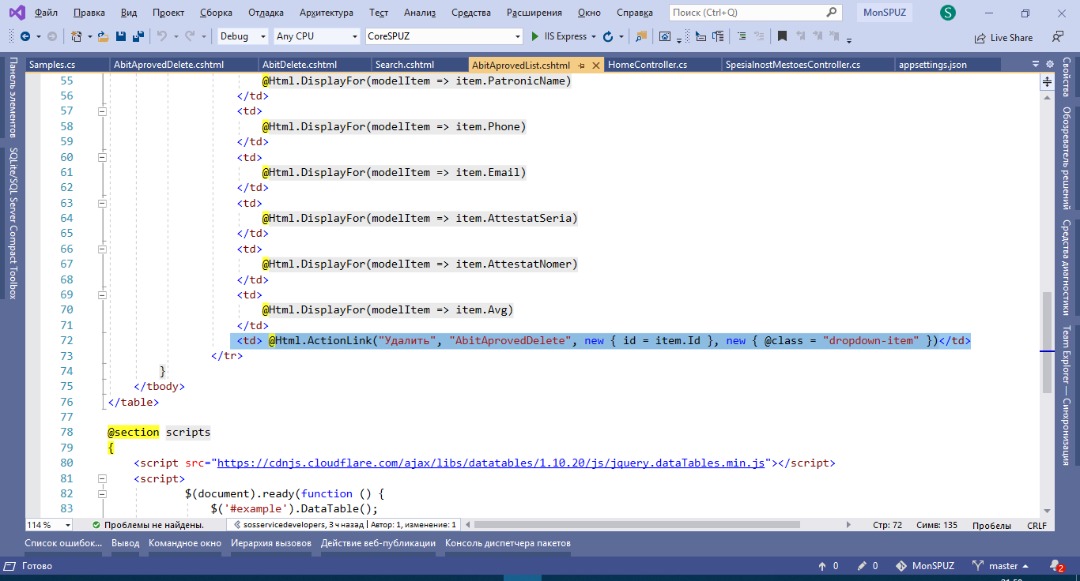 Файл Правка Вид Проект Сборка Отладка Архитектура Тест Анализ Средства Расширения Окно Справка Поиск (Ctrl+Q) MonSPUZ S
Debug Any CPU CoreSPUZ IIS Express Live Share
Samples.cs AbitAprovedDelete.cshtml AbitDelete.cshtml Search.cshtml AbitAprovedList.cshtml HomeController.cs SpesialnostMestoesController.cs appsettings.json
Панель элементов
SQLite/SQL Server Compact Toolbox
55 @Html.DisplayFor(modelItem => item.PatronicName)
56 </td>
57 <td>
58 @Html.DisplayFor(modelItem => item.Phone)
59 </td>
60 <td>
61 @Html.DisplayFor(modelItem => item.Email)
62 </td>
63 <td>
64 @Html.DisplayFor(modelItem => item.AttestatSeria)
65 </td>
66 <td>
67 @Html.DisplayFor(modelItem => item.AttestatNomer)
68 </td>
69 <td>
70 @Html.DisplayFor(modelItem => item.Avg)
71 </td>
72 <td> @Html.ActionLink("Удалить", "AbitAprovedDelete", new { id = item.Id }, new { @class = "dropdown-item" })</td>
73 </tr>
74 }
75 </tbody>
76 </table>
77
78 @section scripts
79 {
80 <script src="https://cdnjs.cloudflare.com/ajax/libs/datatables/1.10.20/js/jquery.dataTables.min.js"></script>
81 <script>
82 $(document).ready(function () {
83 $('#example').DataTable();
Свойства
Обозреватель решений
Средства диагностики
Team Explorer — Синхронизация
114 % Проблемы не найдены. sosservicedevelopers, 3 ч назад | Автор: 1, изменение: 1 Стр: 72 Симв: 135 Пробелы CRLF
Список ошибок... Вывод Командное окно Иерархия вызовов Действие веб-публикации Консоль диспетчера пакетов
Готово 0 0 MonSPUZ master 2